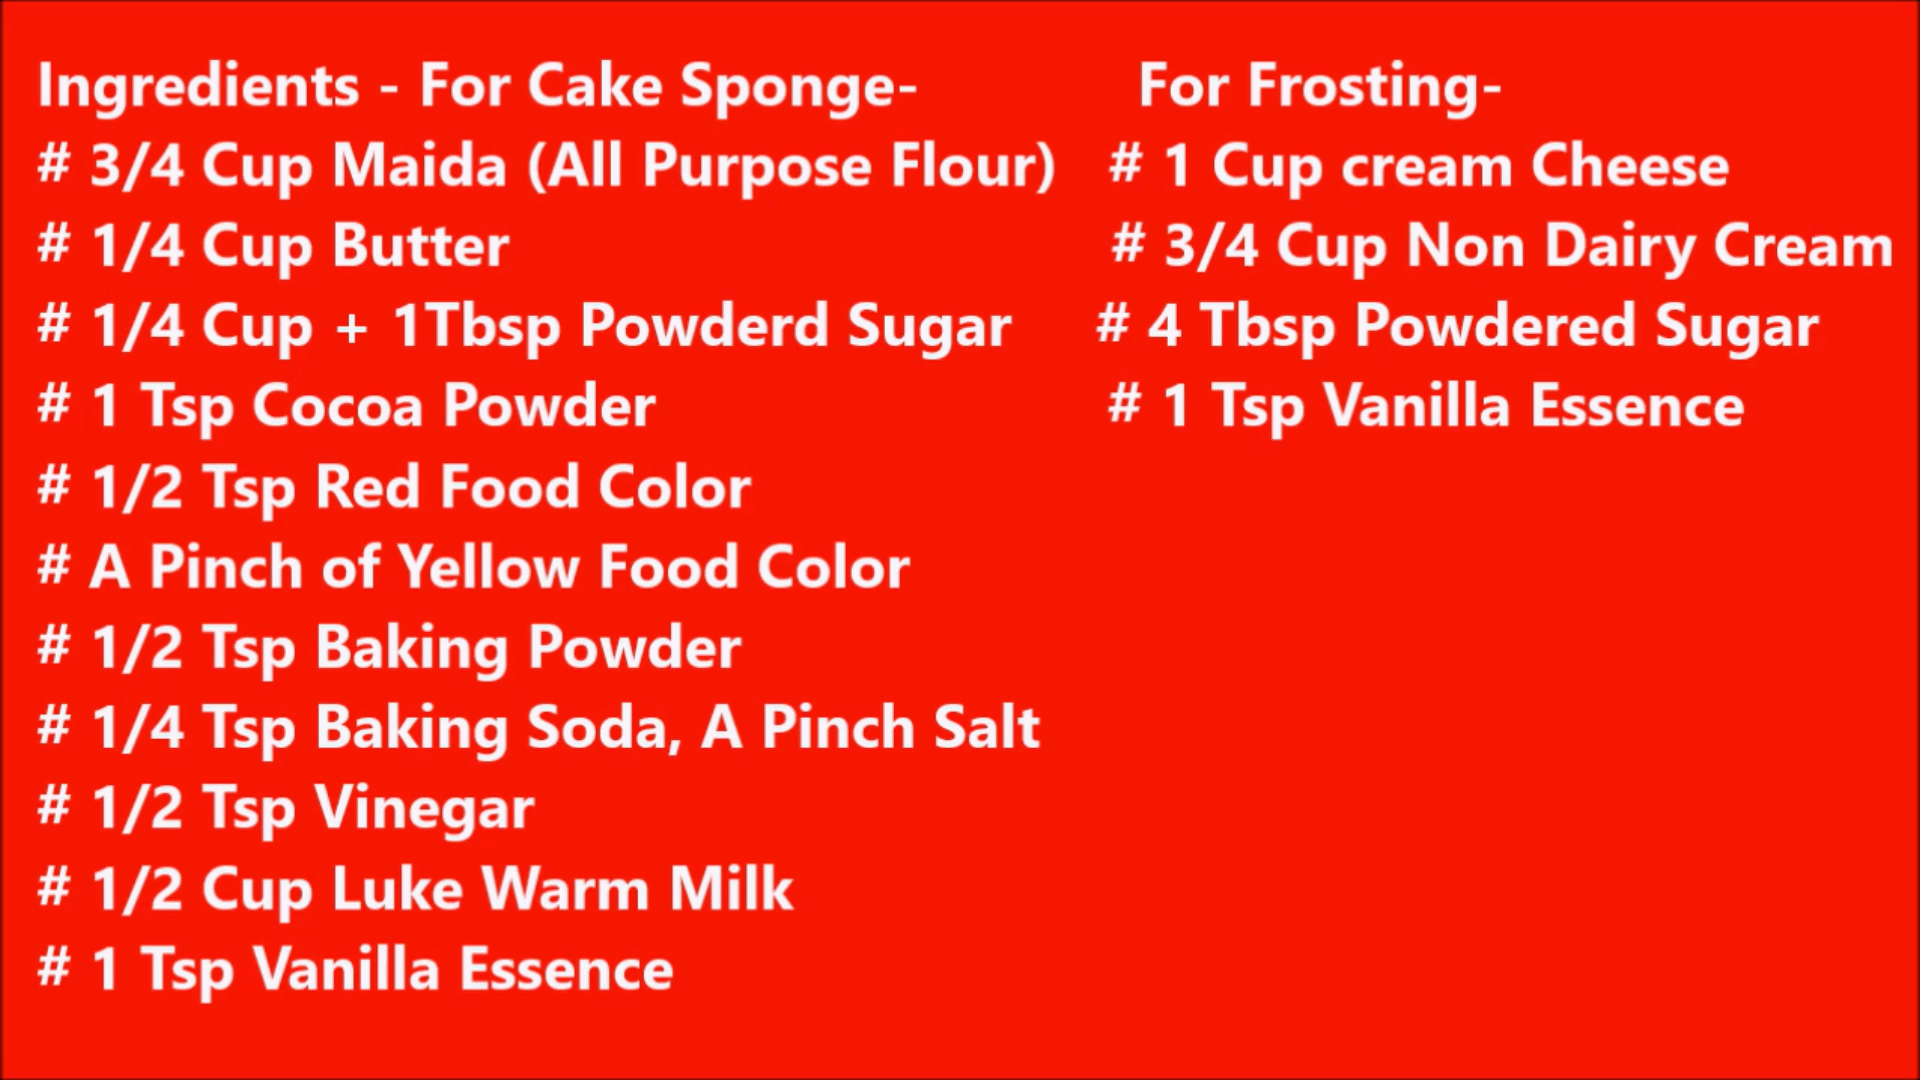 Ingredients - For Cake Sponge-
# 3/4 Cup Maida (All Purpose Flour)
# 1/4 Cup Butter
# 1/4 Cup + 1Tbsp Powderd Sugar
# 1 Tsp Cocoa Powder
# 1/2 Tsp Red Food Color
# A Pinch of Yellow Food Color
# 1/2 Tsp Baking Powder
# 1/4 Tsp Baking Soda, A Pinch Salt
# 1/2 Tsp Vinegar
# 1/2 Cup Luke Warm Milk
# 1 Tsp Vanilla Essence
For Frosting-
# 1 Cup cream Cheese
# 3/4 Cup Non Dairy Cream
# 4 Tbsp Powdered Sugar
# 1 Tsp Vanilla Essence